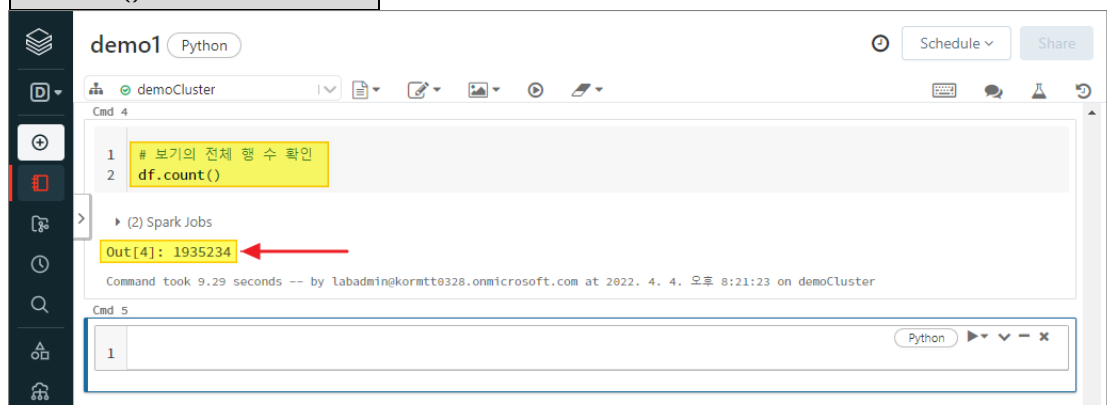 demo1 Python
Schedule Share
D demoCluster
Cmd 4
1 # 보기의 전체 행 수 확인
2 df.count()
(2) Spark Jobs
Out[4]: 1935234
Command took 9.29 seconds -- by labadmin@kormtt0328.onmicrosoft.com at 2022. 4. 4. 오후 8:21:23 on demoCluster
Cmd 5
Python
1